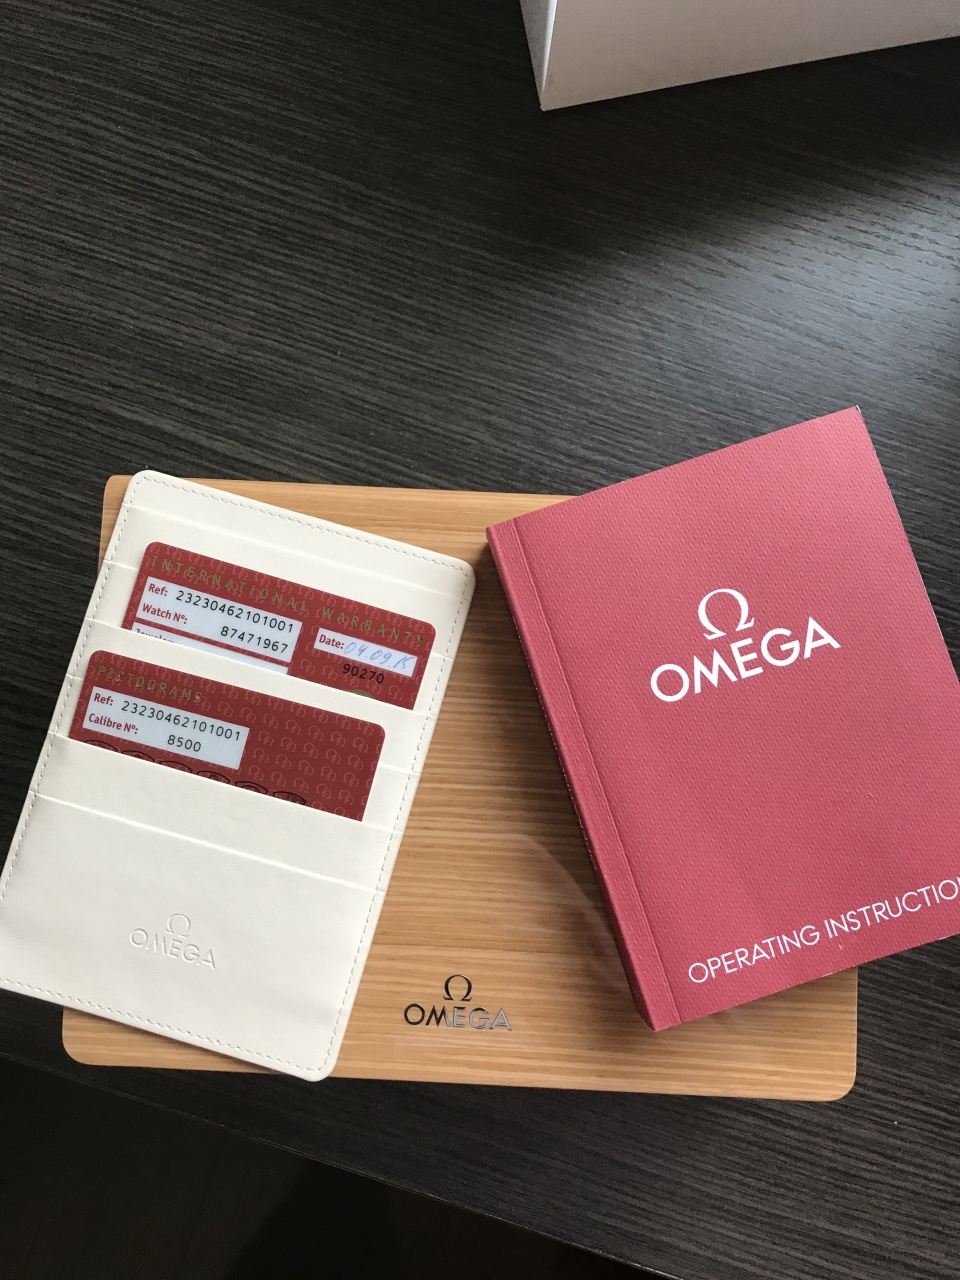 INTERNATIONAL WARRANTY
Ref: 23230462101001
Watch Nº: 87471967
Date: 04.09.15
90270
PICTOGRAMS
Ref: 23230462101001
Calibre Nº: 8500
OMEGA
OMEGA
OMEGA
OPERATING INSTRUCTION